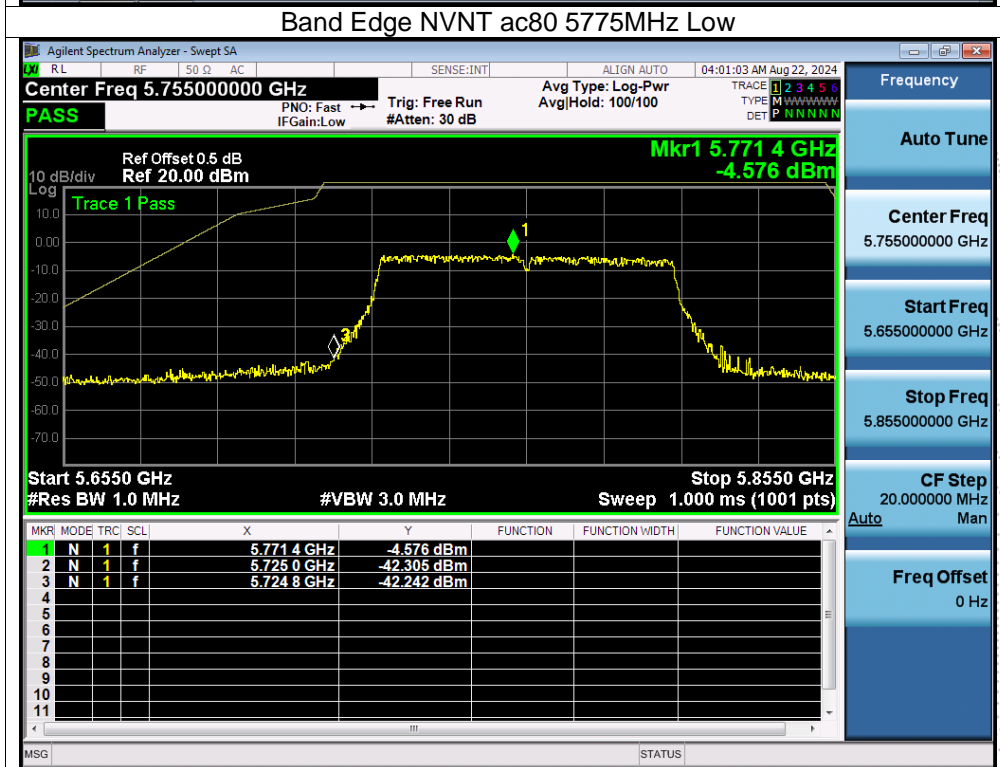 Band Edge NVNT ac80 5775MHz Low
Agilent Spectrum Analyzer - Swept SA
LXI RL RF 50 Ω AC SENSE:INT ALIGN AUTO 04:01:03 AM Aug 22, 2024
Center Freq 5.755000000 GHz
PASS
PNO: Fast
IFGain:Low
Trig: Free Run
#Atten: 30 dB
Avg Type: Log-Pwr
Avg|Hold: 100/100
TRACE 1 2 3 4 5 6
TYPE M WWWWW
DET P N N N N N
Mkr1 5.771 4 GHz
-4.576 dBm
Ref Offset 0.5 dB
10 dB/div Ref 20.00 dBm
Log
Trace 1 Pass
10.0
0.00
-10.0
-20.0
-30.0
-40.0
-50.0
-60.0
-70.0
1
3
Start 5.6550 GHz Stop 5.8550 GHz
#Res BW 1.0 MHz #VBW 3.0 MHz Sweep 1.000 ms (1001 pts)
MKR MODE TRC SCL X Y FUNCTION FUNCTION WIDTH FUNCTION VALUE
1 N 1 f 5.771 4 GHz -4.576 dBm
2 N 1 f 5.725 0 GHz -42.305 dBm
3 N 1 f 5.724 8 GHz -42.242 dBm
4
5
6
7
8
9
10
11
MSG STATUS
Frequency
Auto Tune
Center Freq
5.755000000 GHz
Start Freq
5.655000000 GHz
Stop Freq
5.855000000 GHz
CF Step
20.000000 MHz
Auto Man
Freq Offset
0 Hz